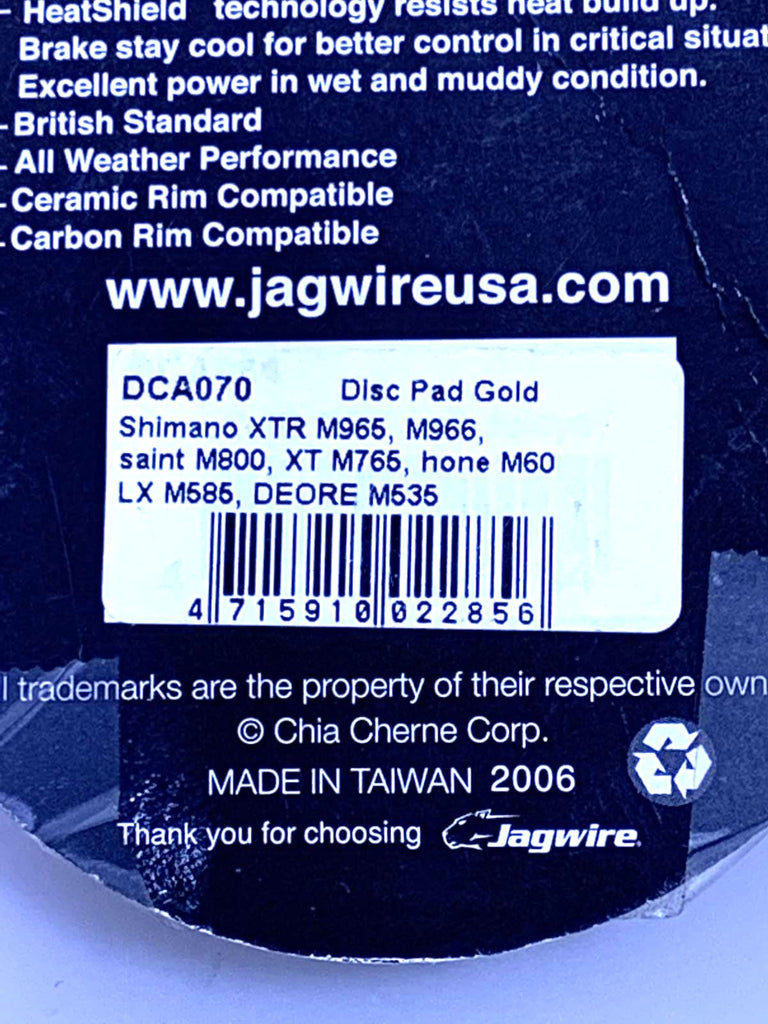 - HeatShield technology resists heat build up.
Brake stay cool for better control in critical situat
Excellent power in wet and muddy condition.
-British Standard
-All Weather Performance
-Ceramic Rim Compatible
-Carbon Rim Compatible
www.jagwireusa.com
DCA070 Disc Pad Gold
Shimano XTR M965, M966,
saint M800, XT M765, hone M60
LX M585, DEORE M535
4 715910 022856
l trademarks are the property of their respective own
© Chia Cherne Corp.
MADE IN TAIWAN 2006
Thank you for choosing Jagwire.